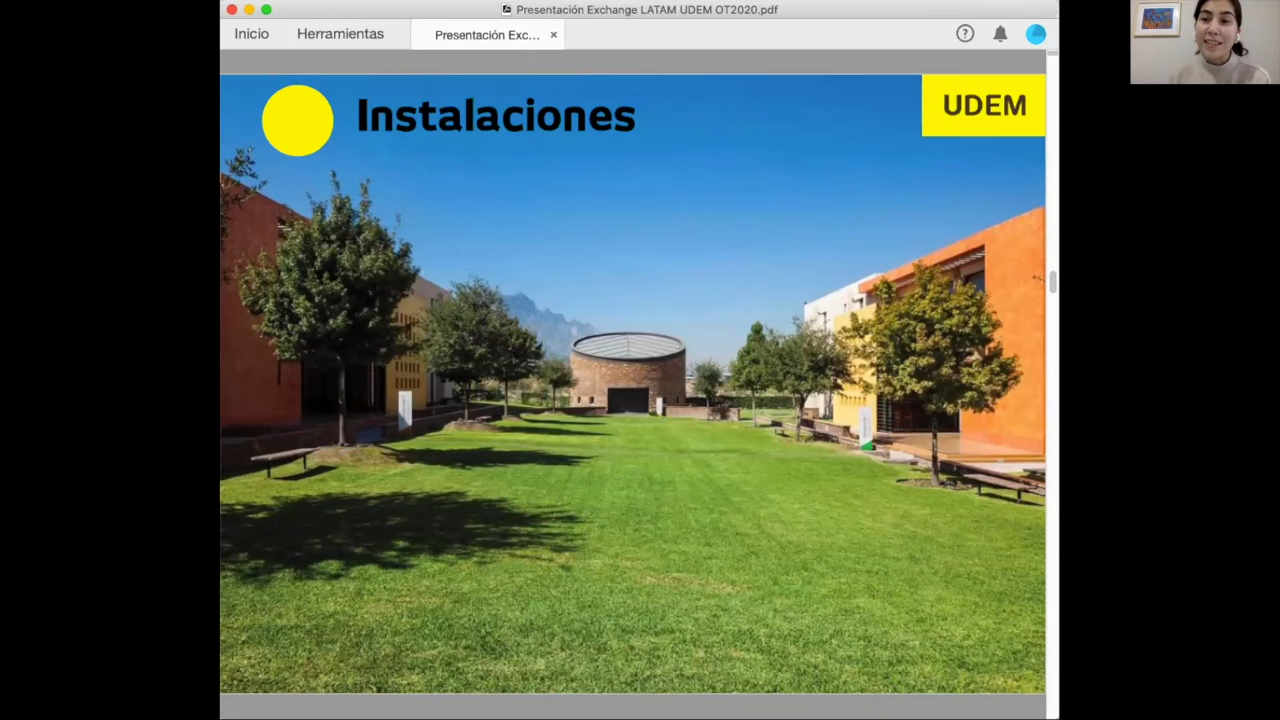 Presentación Exchange LATAM UDEM OT2020.pdf
Inicio
Herramientas
Presentación Exc...
Instalaciones
UDEM